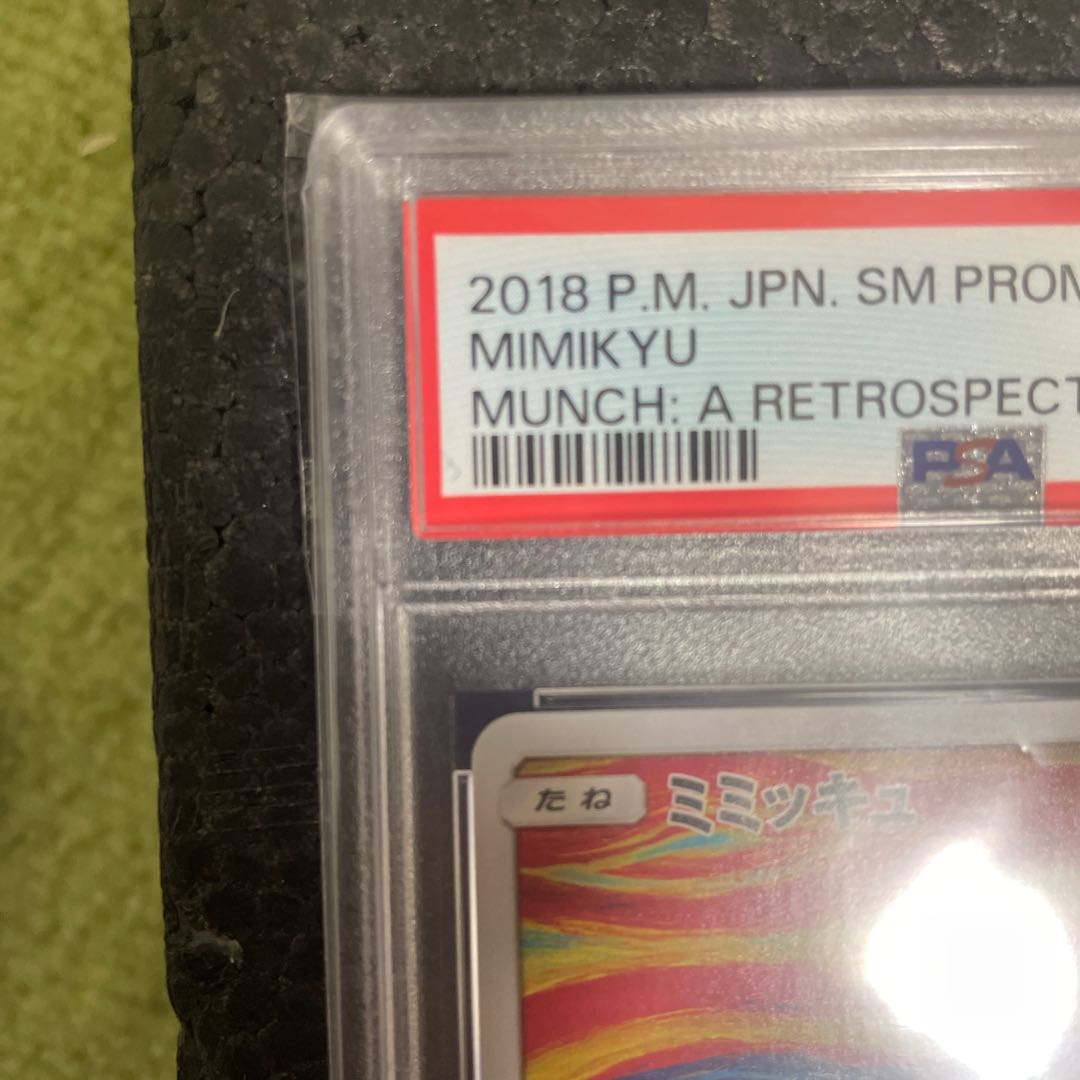 2018 P.M. JPN. SM PROM
MIMIKYU
MUNCH: A RETROSPECT
PSA
たね ミミッキュ